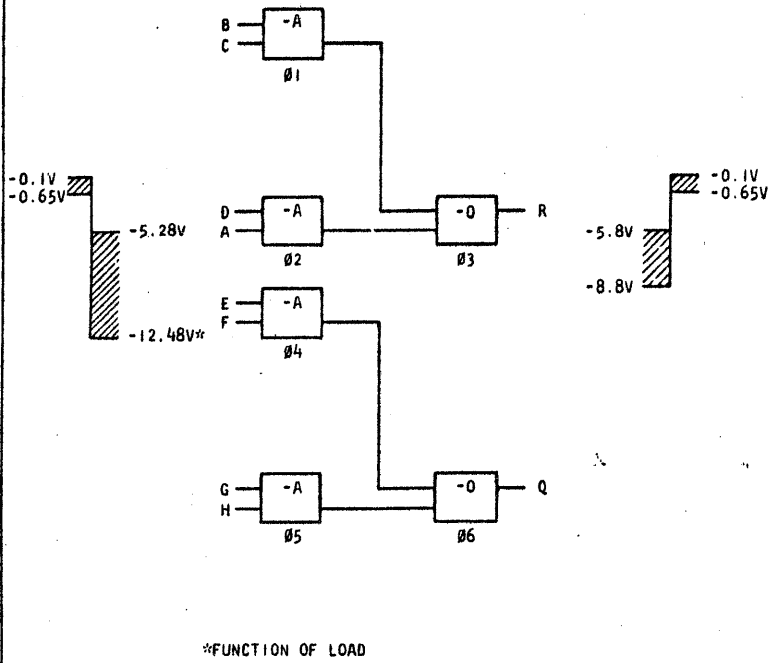 B
-A
C
Ø1
-0.1V
-0.65V
-5.28V
-12.48V*
D
-A
A
Ø2
-O
R
Ø3
-0.1V
-0.65V
-5.8V
-8.8V
E
-A
F
Ø4
G
-A
H
Ø5
-O
Q
Ø6
*FUNCTION OF LOAD